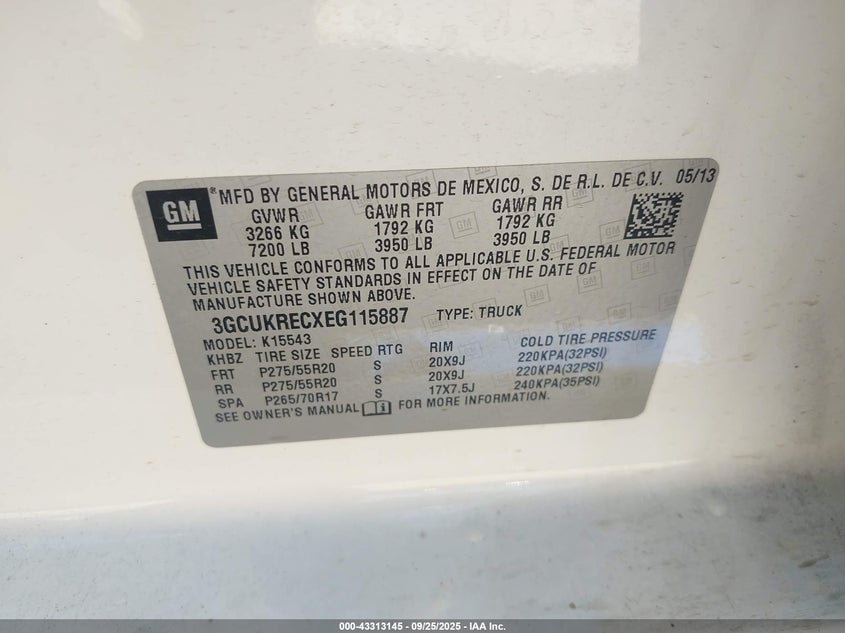 GM ® MFD BY GENERAL MOTORS DE MEXICO, S. DE R.L. DE C.V. 05/13
GVWR GAWR FRT GAWR RR
3266 KG 1792 KG 1792 KG
7200 LB 3950 LB 3950 LB
THIS VEHICLE CONFORMS TO ALL APPLICABLE U.S. FEDERAL MOTOR
VEHICLE SAFETY STANDARDS IN EFFECT ON THE DATE OF
MANUFACTURE SHOWN ABOVE.
3GCUKRECXEG115887 TYPE: TRUCK
MODEL: K15543
KHBZ TIRE SIZE SPEED RTG RIM COLD TIRE PRESSURE
FRT P275/55R20 S 20X9J 220KPA(32PSI)
RR P275/55R20 S 20X9J 220KPA(32PSI)
SPA P265/70R17 S 17X7.5J 240KPA(35PSI)
SEE OWNER'S MANUAL FOR MORE INFORMATION.
000-43313145 - 09/25/2025 - IAA Inc.